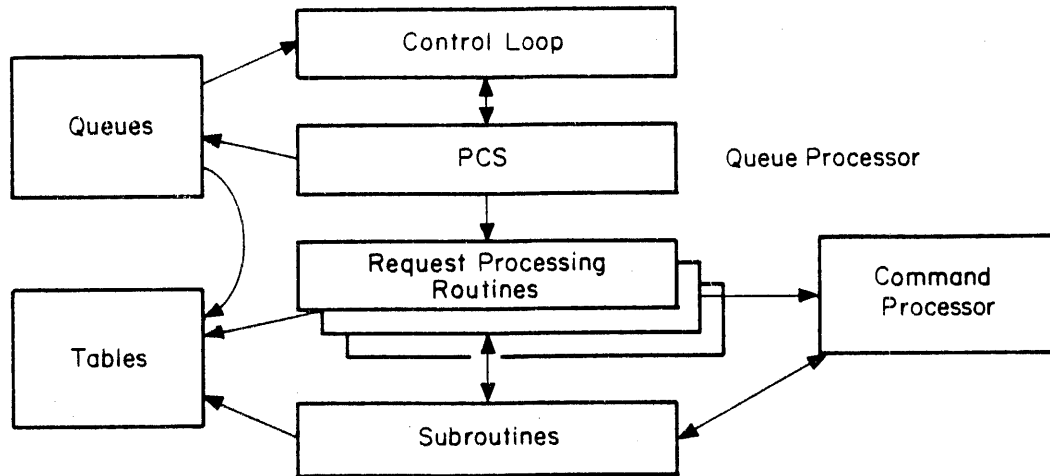 Control Loop
Queues
PCS
Queue Processor
Request Processing
Routines
Command
Processor
Tables
Subroutines